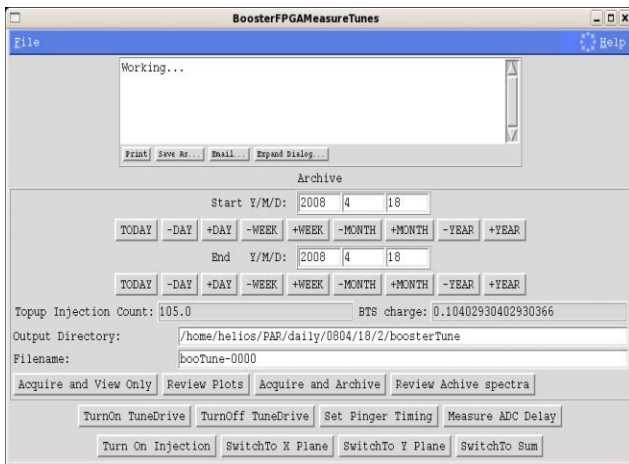 BoosterFPGAMeasureTunes
File Help
Working...
Print Save As... Email... Expand Dialog...
Archive
Start Y/M/D: 2008 4 18
TODAY -DAY +DAY -WEEK +WEEK -MONTH +MONTH -YEAR +YEAR
End Y/M/D: 2008 4 18
TODAY -DAY +DAY -WEEK +WEEK -MONTH +MONTH -YEAR +YEAR
Topup Injection Count: 105.0 BTS charge: 0.10402930402930366
Output Directory: /home/helios/PAR/daily/0804/18/2/boosterTune
Filename: booTune-0000
Acquire and View Only Review Plots Acquire and Archive Review Achive spectra
TurnOn TuneDrive TurnOff TuneDrive Set Pinger Timing Measure ADC Delay
Turn On Injection SwitchTo X Plane SwitchTo Y Plane SwitchTo Sum